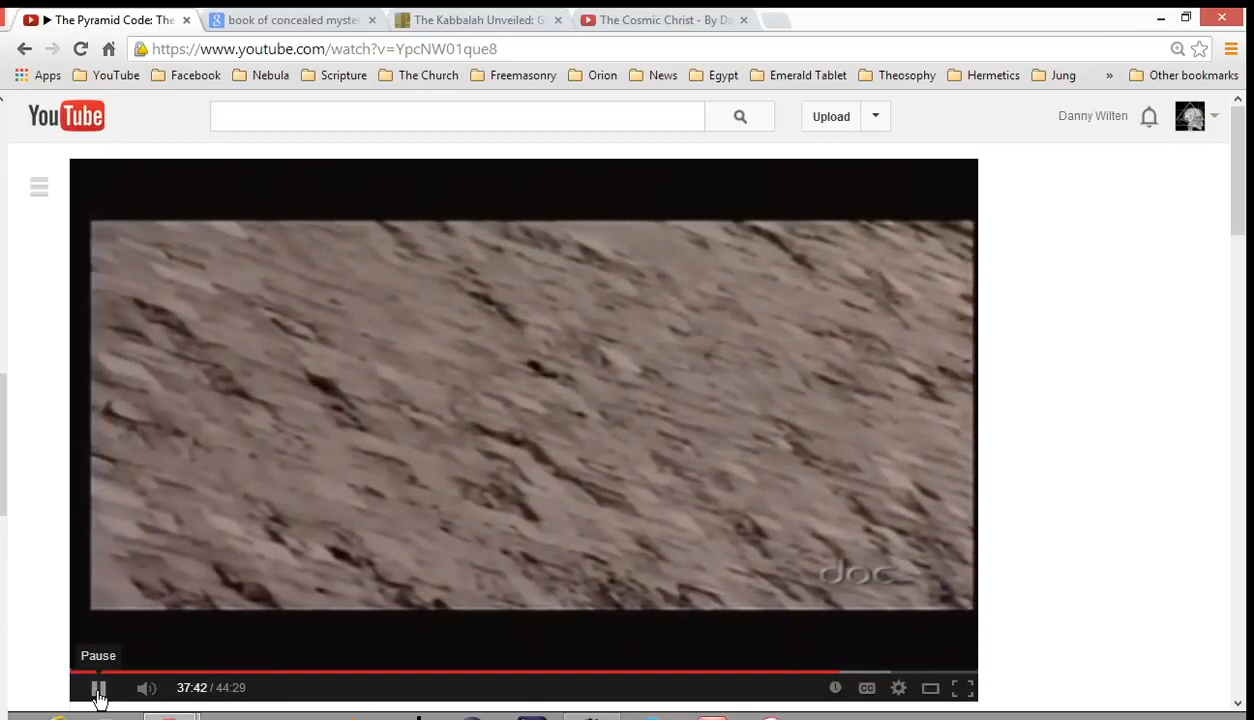 The Pyramid Code: The
book of concealed myste
The Kabbalah Unveiled: G
The Cosmic Christ - By Da
https://www.youtube.com/watch?v=YpcNW01que8
Apps YouTube Facebook Nebula Scripture The Church Freemasonry Orion News Egypt Emerald Tablet Theosophy Hermetics Jung » Other bookmarks
YouTube Upload Danny Wilten
doc
Pause
37:42 / 44:29 CC